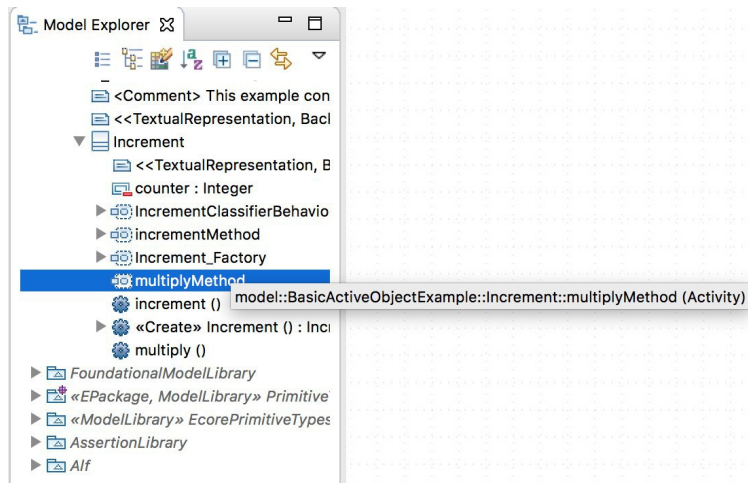 Model Explorer
<Comment> This example con
<<TextualRepresentation, Bacl
Increment
<<TextualRepresentation, B
counter : Integer
IncrementClassifierBehavio
incrementMethod
Increment_Factory
multiplyMethod
model::BasicActiveObjectExample::Increment::multiplyMethod (Activity)
increment ()
«Create» Increment () : Incr
multiply ()
FoundationalModelLibrary
«EPackage, ModelLibrary» Primitive
«ModelLibrary» EcorePrimitiveTypes
AssertionLibrary
Alf